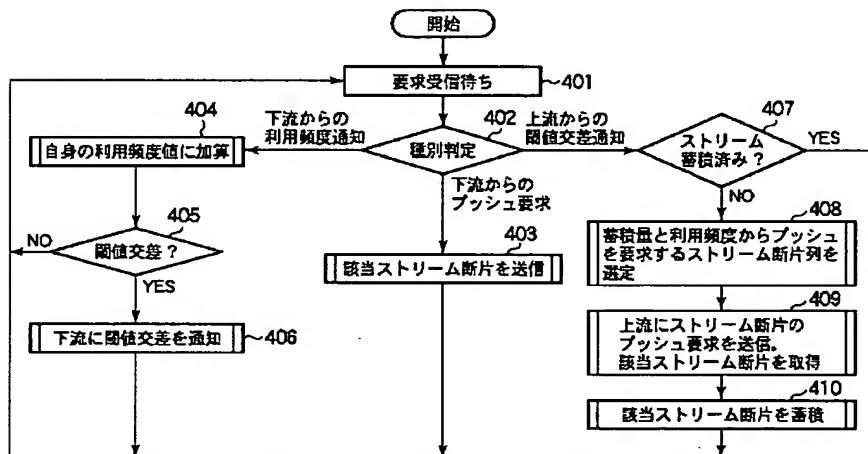 開始
要求受信待ち
401
下流からの
利用頻度通知
402
種別判定
上流からの
閾値交差通知
下流からの
プッシュ要求
404
自身の利用頻度値に加算
405
閾値交差?
NO
YES
下流に閾値交差を通知
406
403
該当ストリーム断片を送信
407
ストリーム
蓄積済み?
YES
NO
408
蓄積量と利用頻度からプッシュ
を要求するストリーム断片列を
選定
409
上流にストリーム断片の
プッシュ要求を送信。
該当ストリーム断片を取得
410
該当ストリーム断片を蓄積